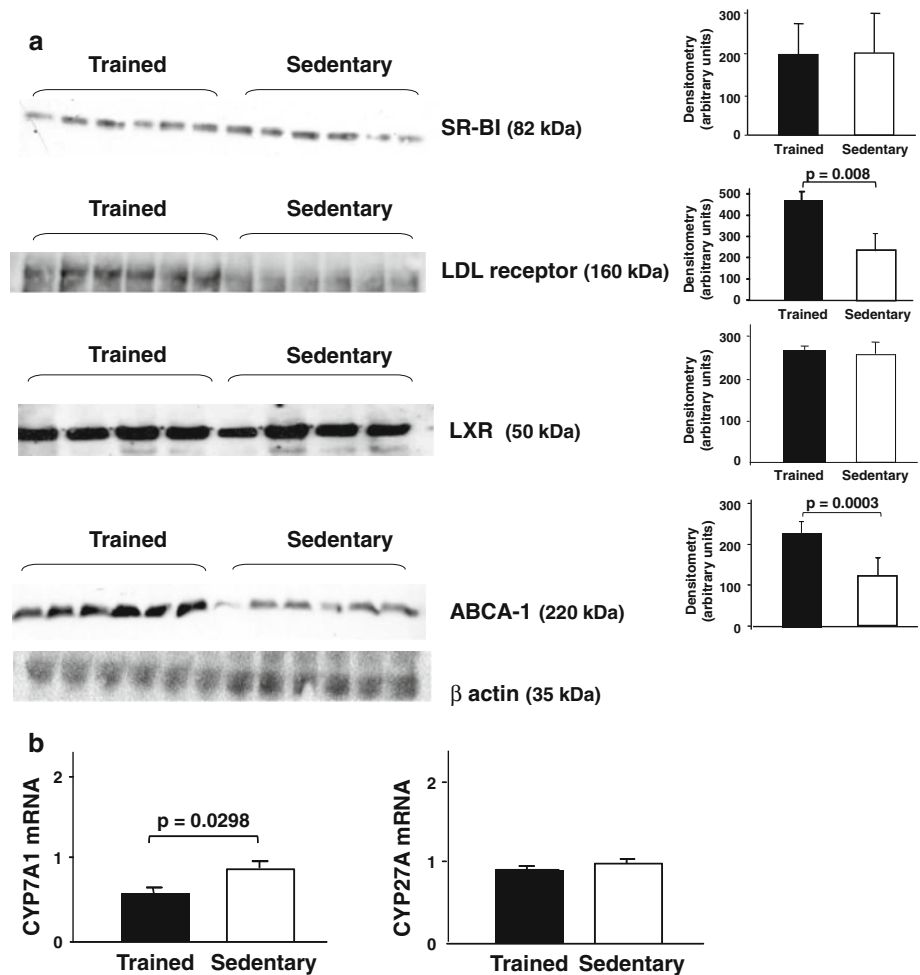 a
Trained Sedentary
SR-BI (82 kDa)
Densitometry
(arbitrary units)
300
200
100
0
Trained Sedentary
Trained Sedentary
LDL receptor (160 kDa)
Densitometry
(arbitrary units)
p = 0.008
500
400
300
200
100
0
Trained Sedentary
Trained Sedentary
LXR (50 kDa)
Densitometry
(arbitrary units)
300
200
100
0
Trained Sedentary
Trained Sedentary
ABCA-1 (220 kDa)
Densitometry
(arbitrary units)
p = 0.0003
300
200
100
0
β actin (35 kDa)
b
CYP7A1 mRNA
2
1
0
p = 0.0298
Trained Sedentary
CYP27A mRNA
2
1
0
Trained Sedentary